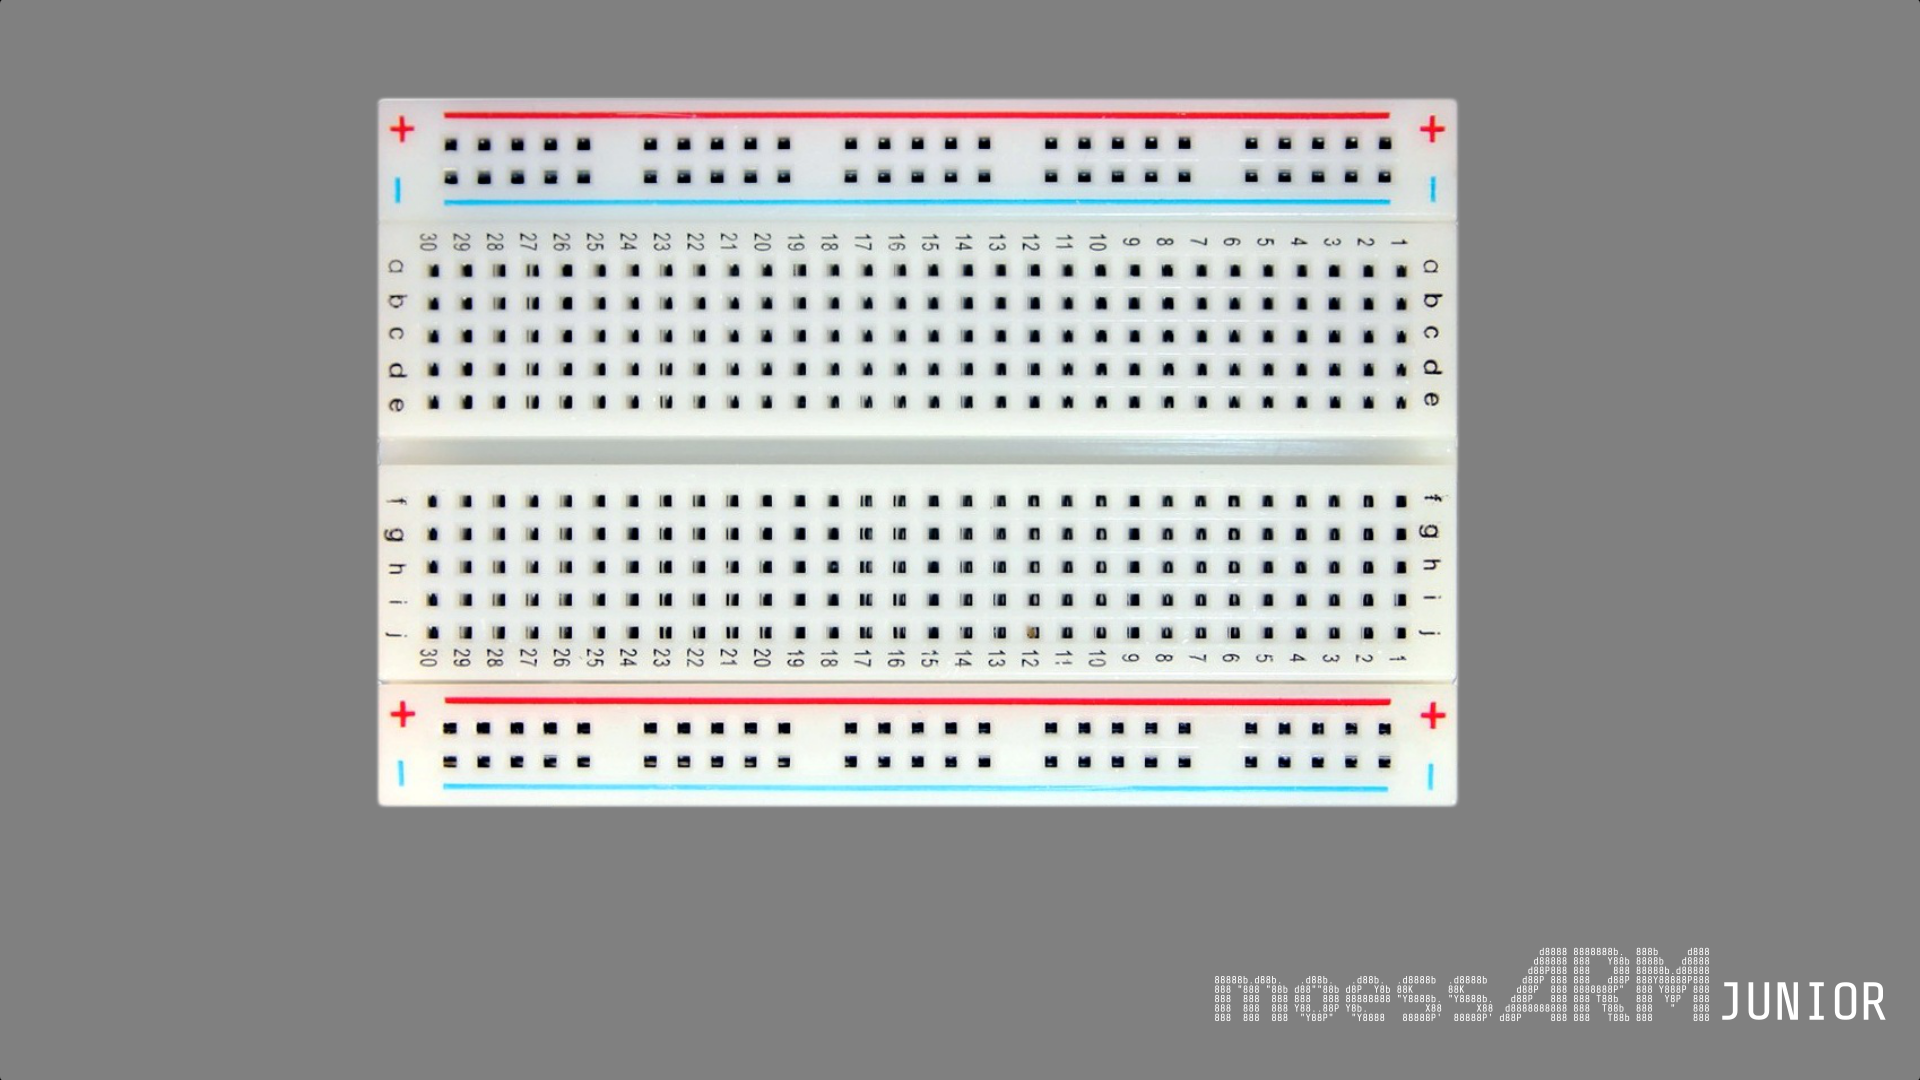 + +
− −
30 29 28 27 26 25 24 23 22 21 20 19 18 17 16 15 14 13 12 11 10 9 8 7 6 5 4 3 2 1
a a
b b
c c
d d
e e
f f
g g
h h
i i
j j
30 29 28 27 26 25 24 23 22 21 20 19 18 17 16 15 14 13 12 11 10 9 8 7 6 5 4 3 2 1
+ +
− −
moessARM JUNIOR